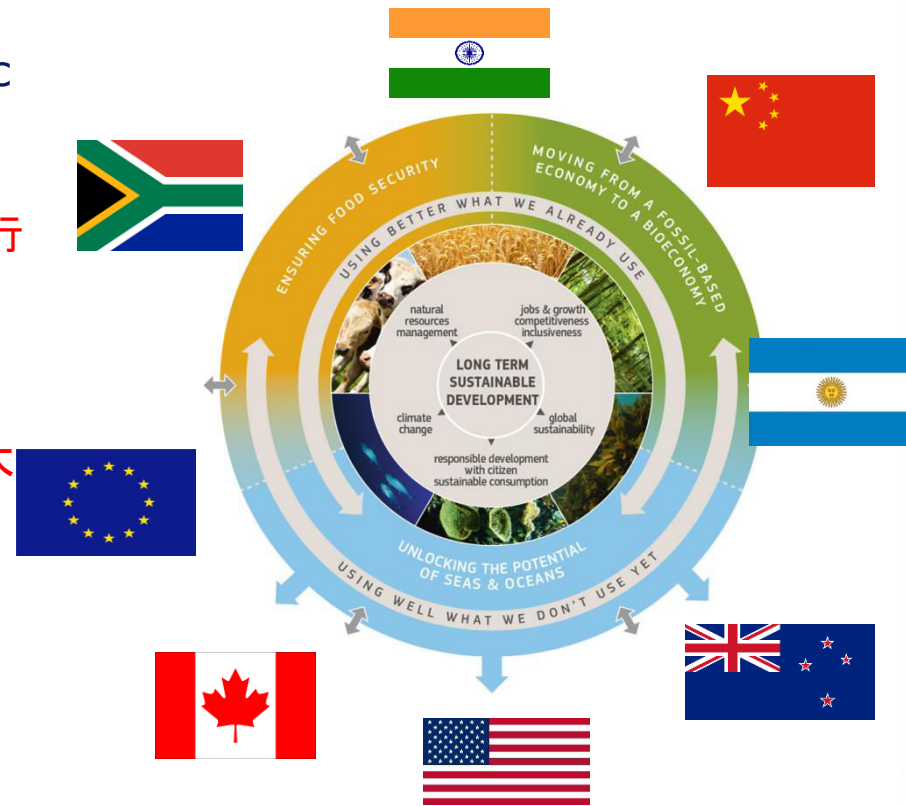 C
行
大
ENSURING FOOD SECURITY
MOVING FROM A FOSSIL-BASED
ECONOMY TO A BIOECONOMY
USING BETTER WHAT WE ALREADY USE
natural
resources
management
jobs & growth
competitiveness
inclusiveness
LONG TERM
SUSTAINABLE
DEVELOPMENT
climate
change
global
sustainability
responsible development
with citizen
sustainable consumption
UNLOCKING THE POTENTIAL
OF SEAS & OCEANS
USING WELL WHAT WE DON'T USE YET